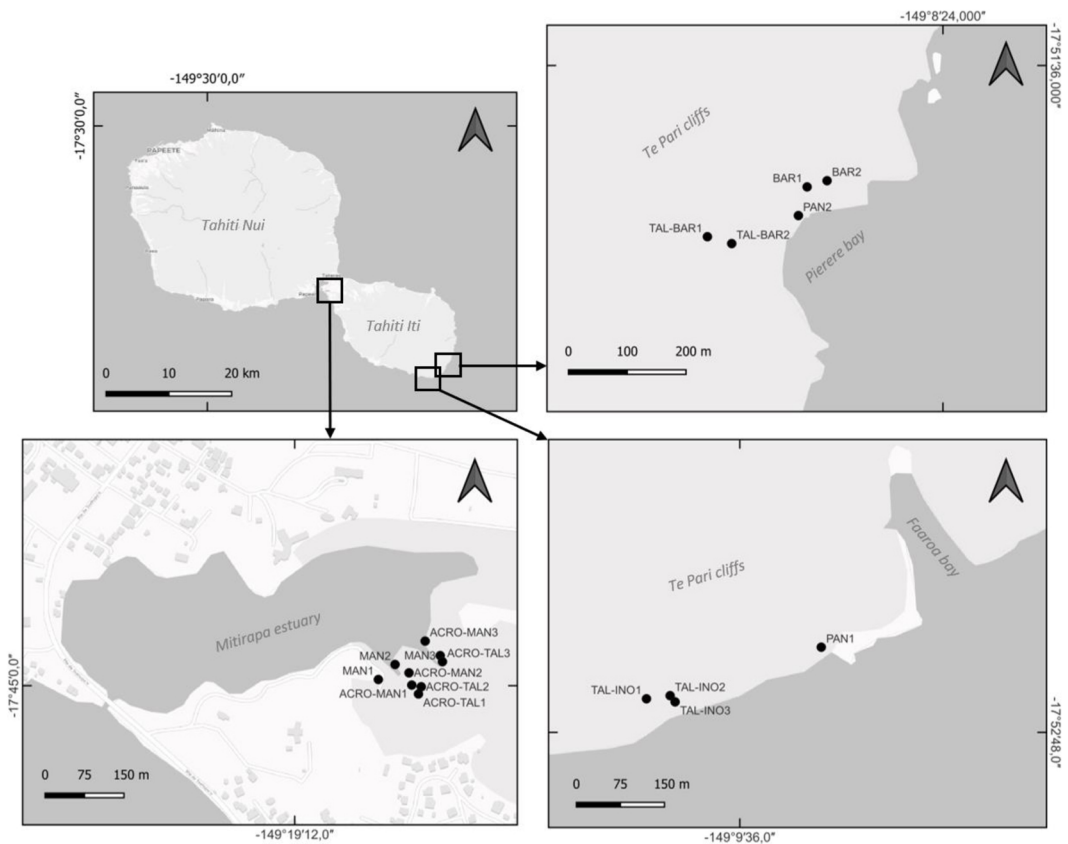 -149°30′0,0″
-17°30′0,0″
PAPEETE
Tahiti Nui
Tahiti Iti
0 10 20 km
-149°8′24,000″
-17°51′36,000″
Te Pari cliffs
BAR1
BAR2
PAN2
TAL-BAR1
TAL-BAR2
Pierere bay
0 100 200 m
Mitirapa estuary
ACRO-MAN3
MAN2
MAN3
ACRO-TAL3
MAN1
ACRO-MAN2
ACRO-MAN1
ACRO-TAL2
ACRO-TAL1
-17°45′0,0″
0 75 150 m
-149°19′12,0″
Faaroa bay
Te Pari cliffs
PAN1
TAL-INO1
TAL-INO2
TAL-INO3
-17°52′48,0″
0 75 150 m
-149°9′36,0″